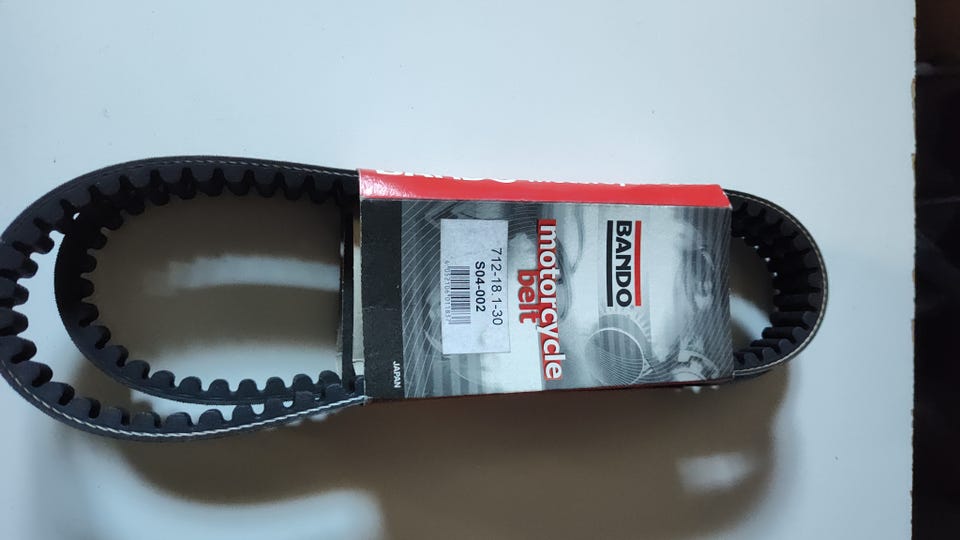 BANDO
motorcycle
belt
712-18.1-30
S04-002
JAPAN